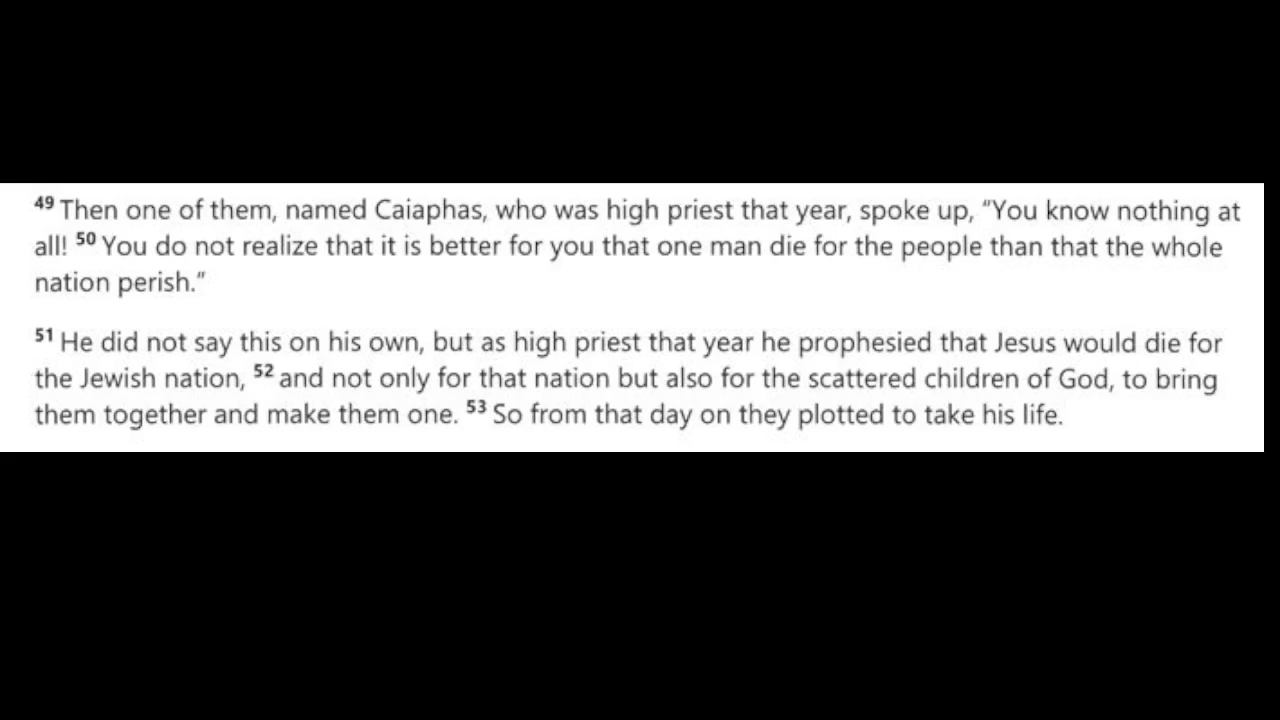 49 Then one of them, named Caiaphas, who was high priest that year, spoke up, “You know nothing at
all! 50 You do not realize that it is better for you that one man die for the people than that the whole
nation perish.”
51 He did not say this on his own, but as high priest that year he prophesied that Jesus would die for
the Jewish nation, 52 and not only for that nation but also for the scattered children of God, to bring
them together and make them one. 53 So from that day on they plotted to take his life.